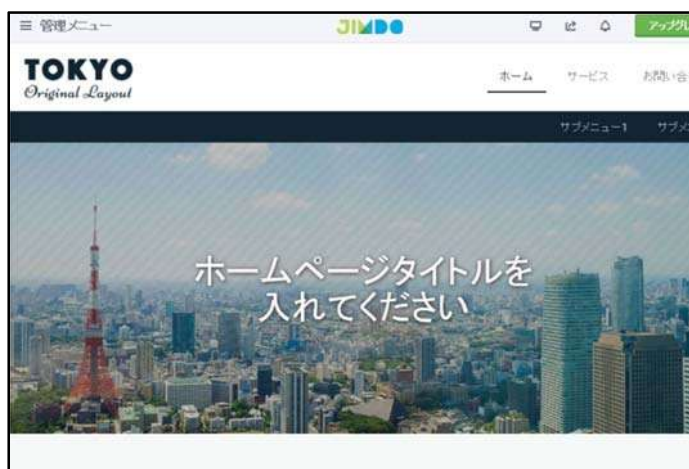 管理メニュー
JIMDO
アップグレ
TOKYO
Original Layout
ホーム
サービス
お問い合
サブメニュー1
サブメ
ホームページタイトルを
入れてください